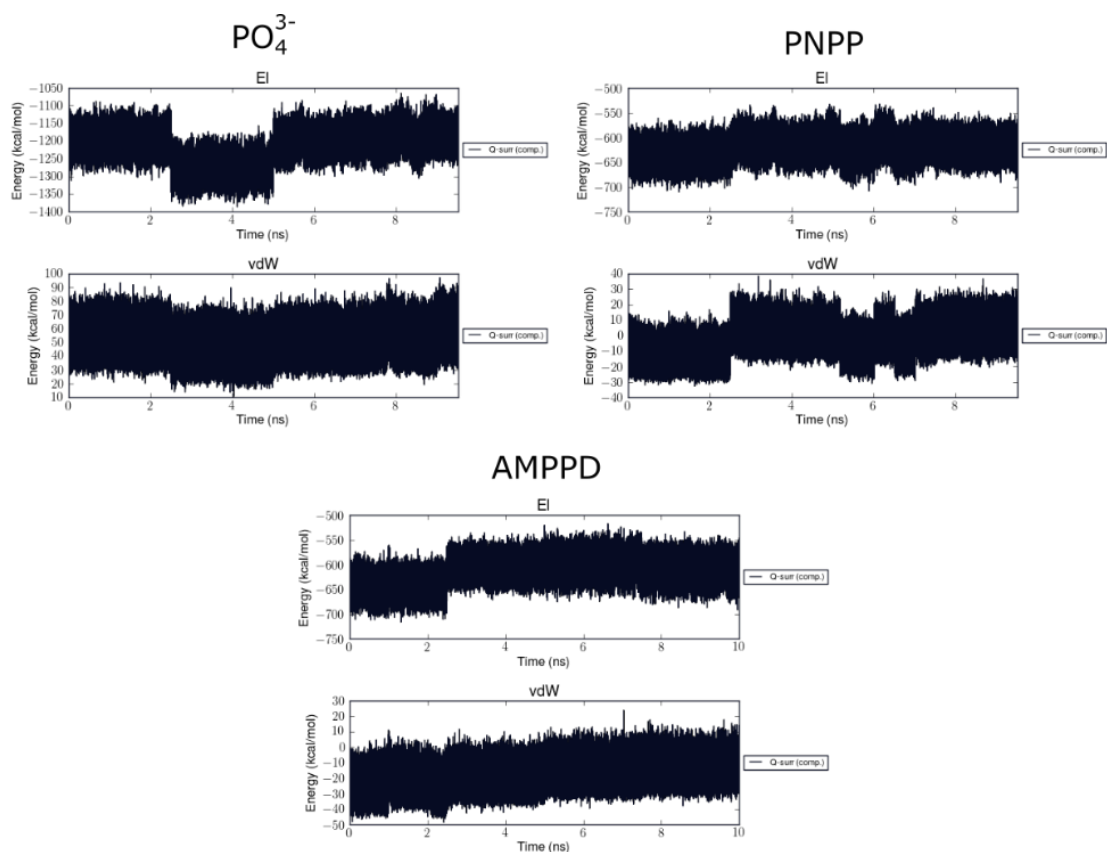 PO₄³⁻
El
Energy (kcal/mol)
−1050
−1100
−1150
−1200
−1250
−1300
−1350
−1400
0 2 4 6 8
Time (ns)
Q-surr (comp.)
vdW
Energy (kcal/mol)
100
90
80
70
60
50
40
30
20
10
0 2 4 6 8
Time (ns)
Q-surr (comp.)
PNPP
El
Energy (kcal/mol)
−500
−550
−600
−650
−700
−750
0 2 4 6 8
Time (ns)
Q-surr (comp.)
vdW
Energy (kcal/mol)
40
30
20
10
0
−10
−20
−30
−40
0 2 4 6 8
Time (ns)
Q-surr (comp.)
AMPPD
El
Energy (kcal/mol)
−500
−550
−600
−650
−700
−750
0 2 4 6 8 10
Time (ns)
Q-surr (comp.)
vdW
Energy (kcal/mol)
30
20
10
0
−10
−20
−30
−40
−50
0 2 4 6 8 10
Time (ns)
Q-surr (comp.)